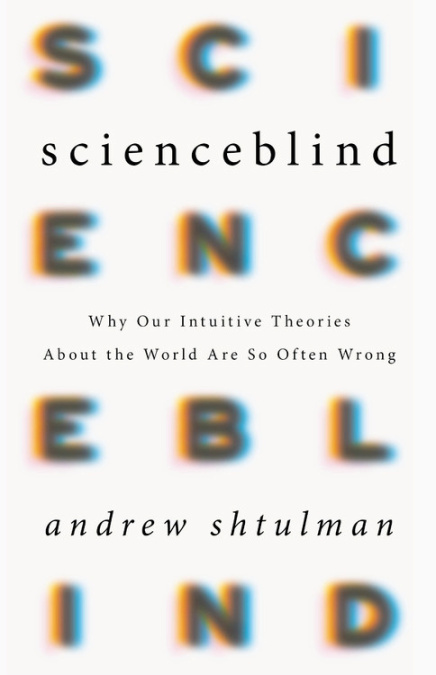 S C I
scienceblind
E N C
Why Our Intuitive Theories
About the World Are So Often Wrong
E B L
andrew shtulman
I N D